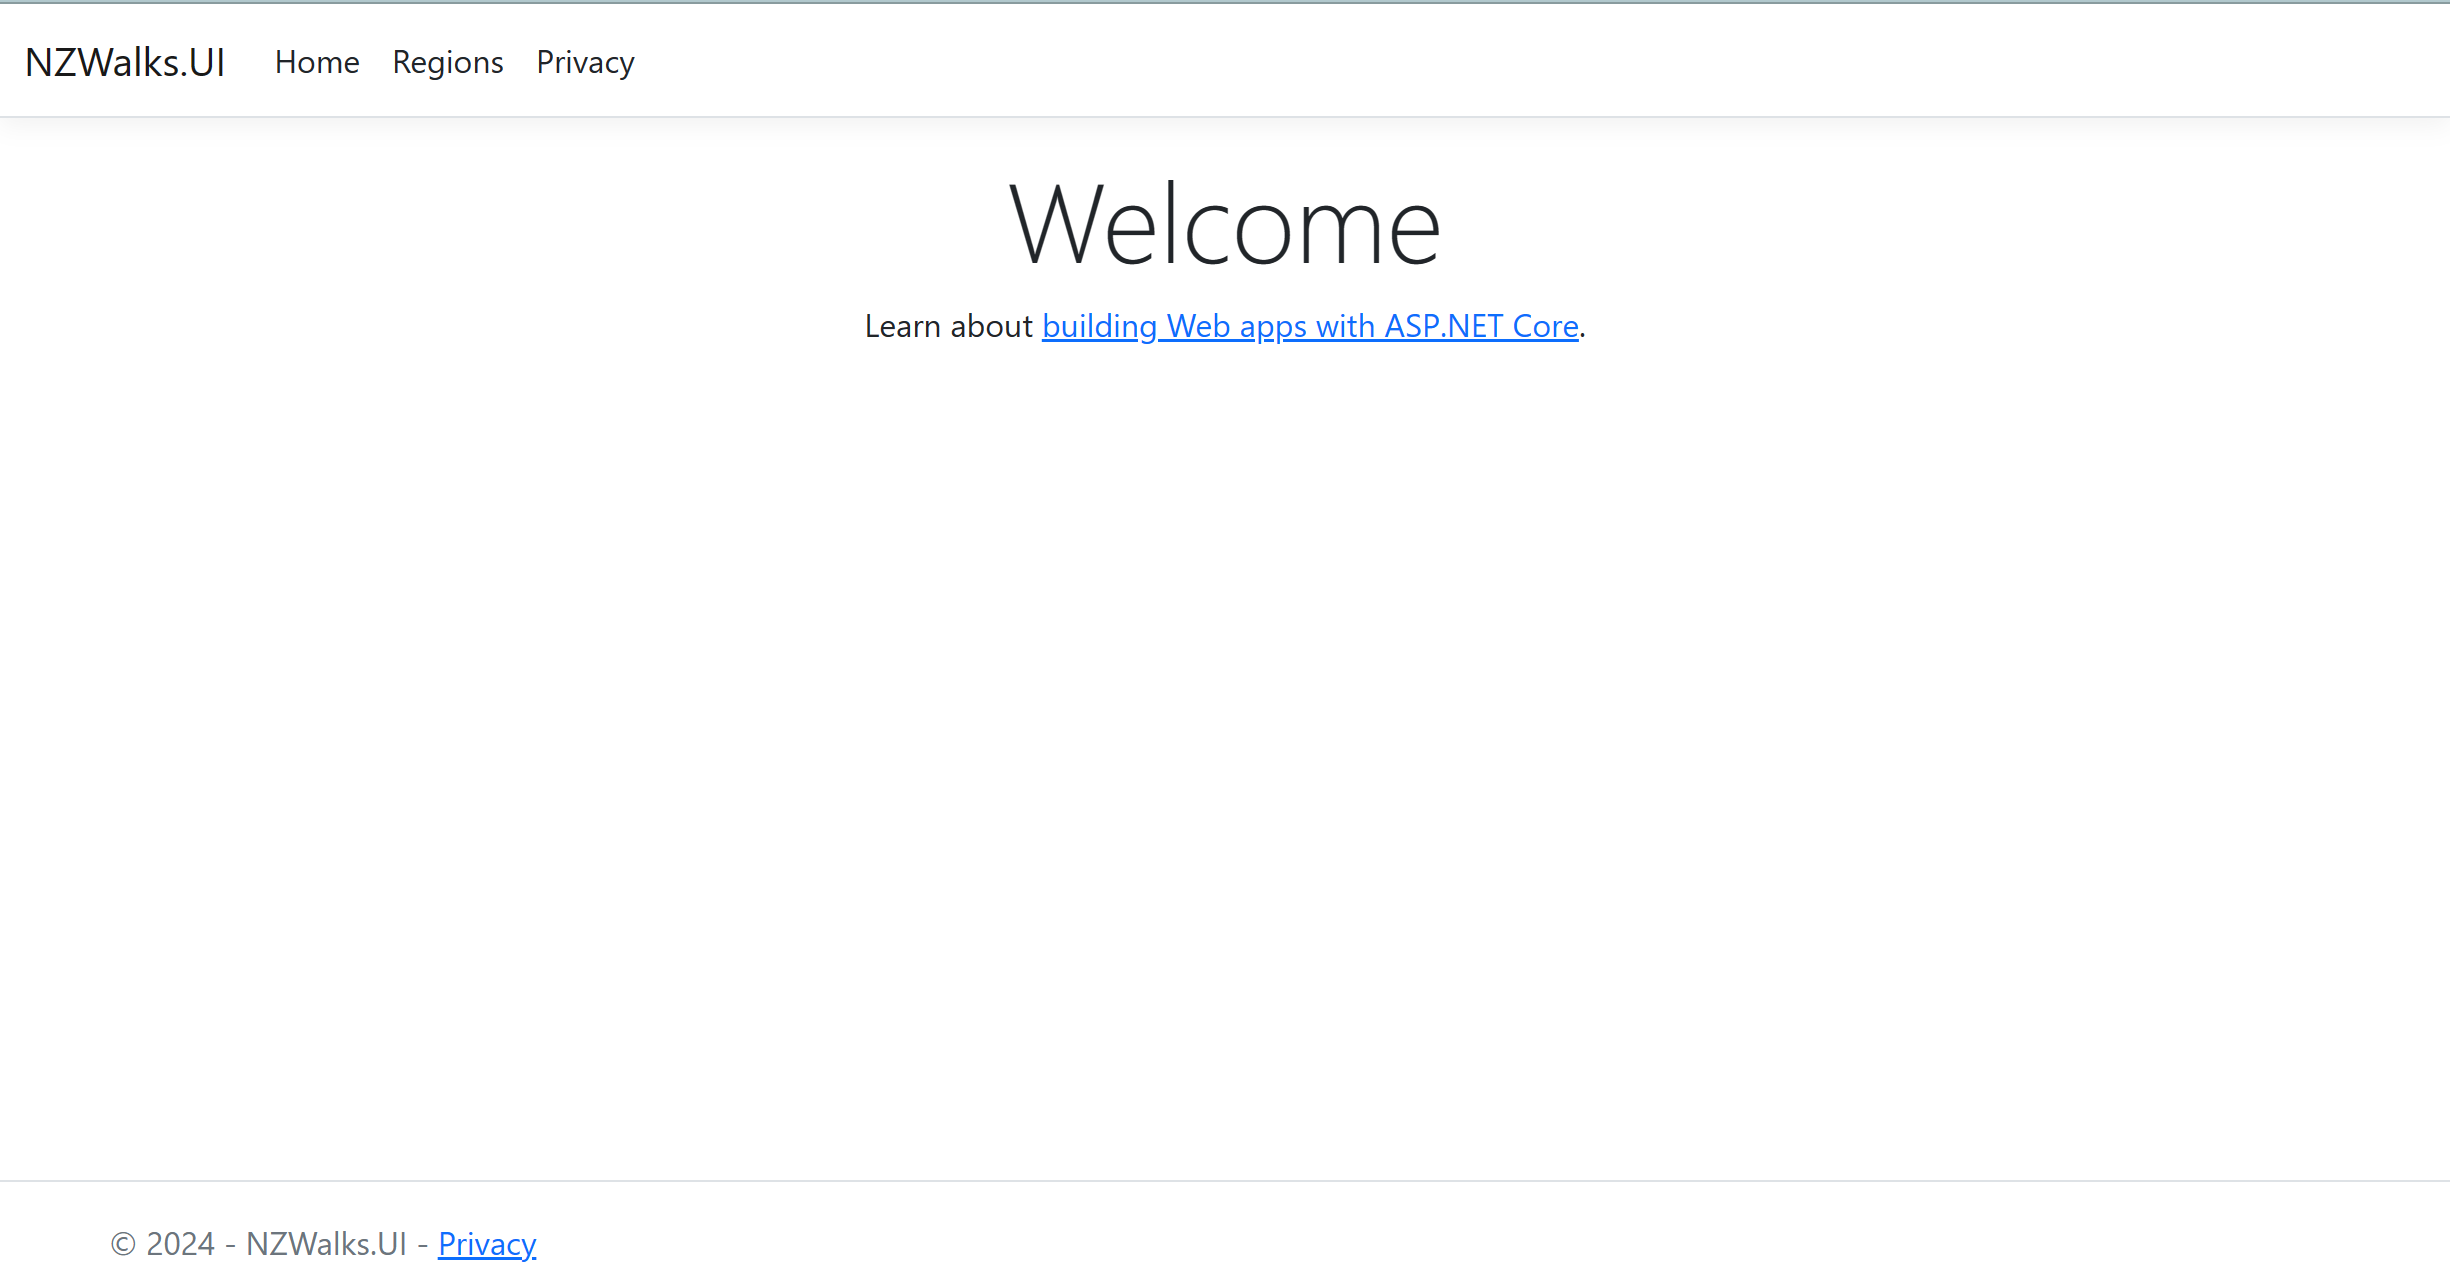 NZWalks.UI Home Regions Privacy
Welcome
Learn about building Web apps with ASP.NET Core.
© 2024 - NZWalks.UI - Privacy